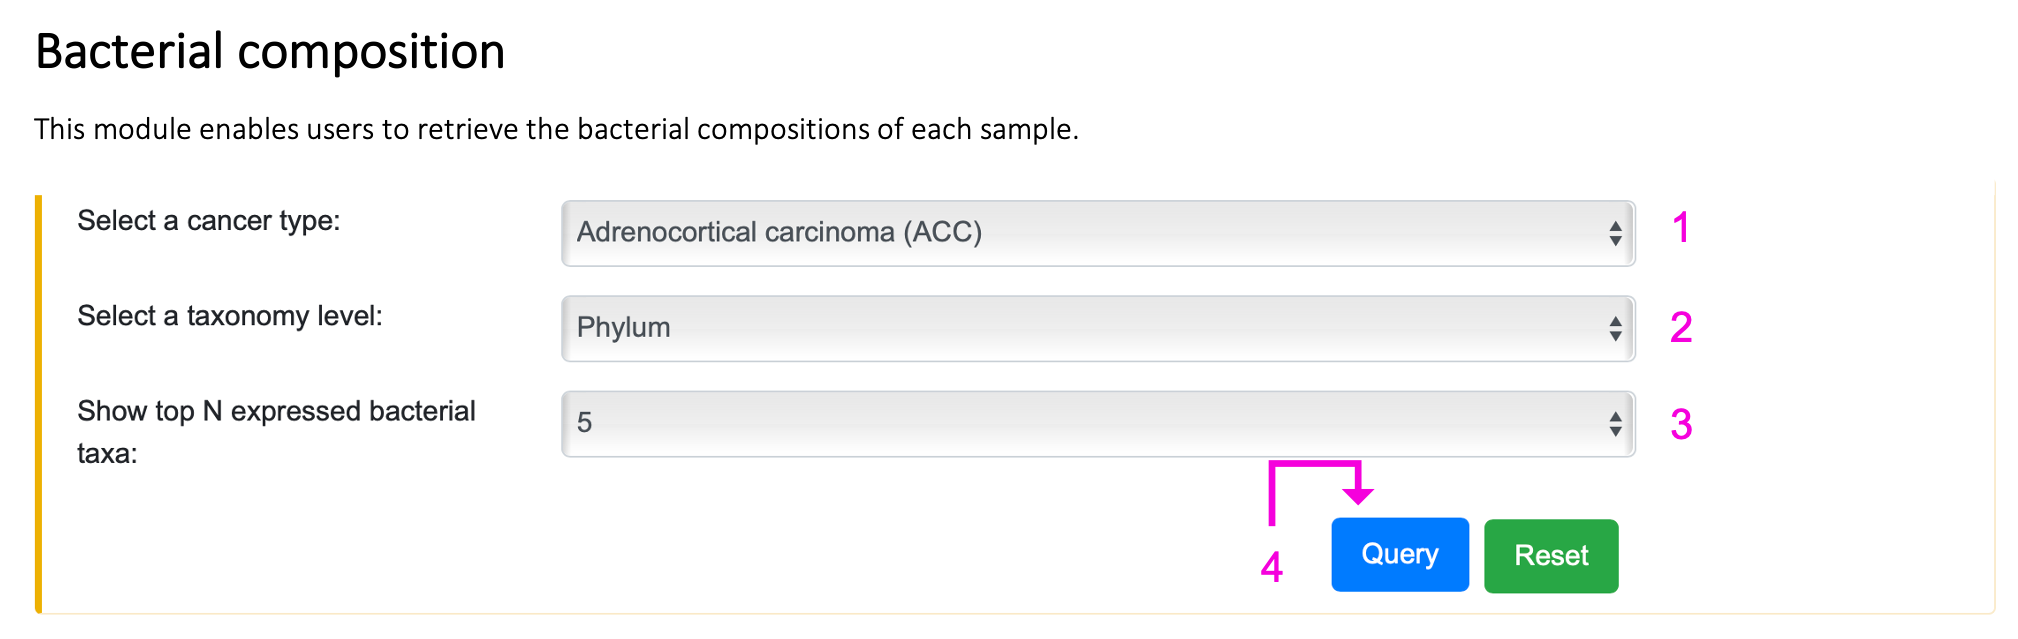 Bacterial composition
This module enables users to retrieve the bacterial compositions of each sample.
Select a cancer type:
Adrenocortical carcinoma (ACC)
1
Select a taxonomy level:
Phylum
2
Show top N expressed bacterial
taxa:
5
3
4
Query
Reset